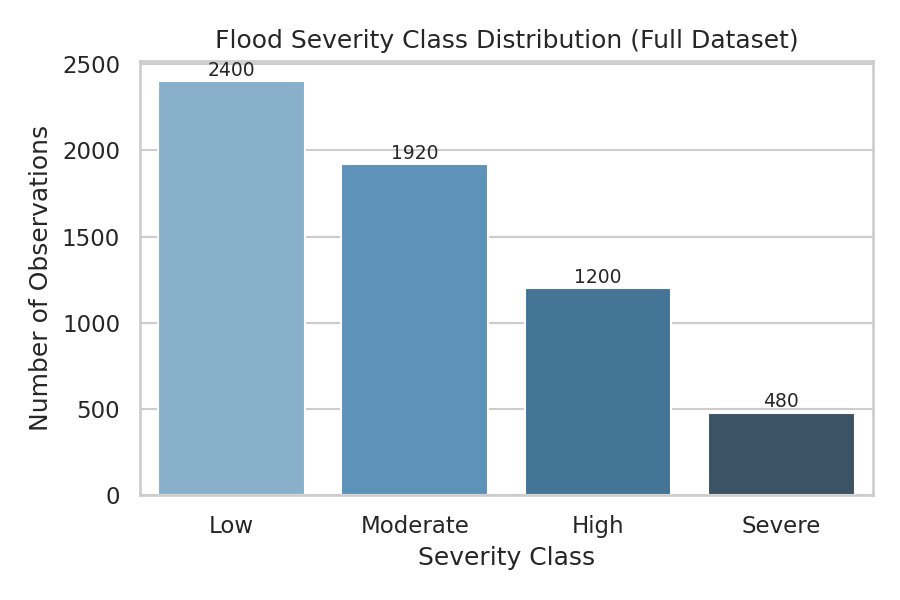 Flood Severity Class Distribution (Full Dataset)
Number of Observations
2500
2000
1500
1000
500
0
2400
1920
1200
480
Low
Moderate
High
Severe
Severity Class